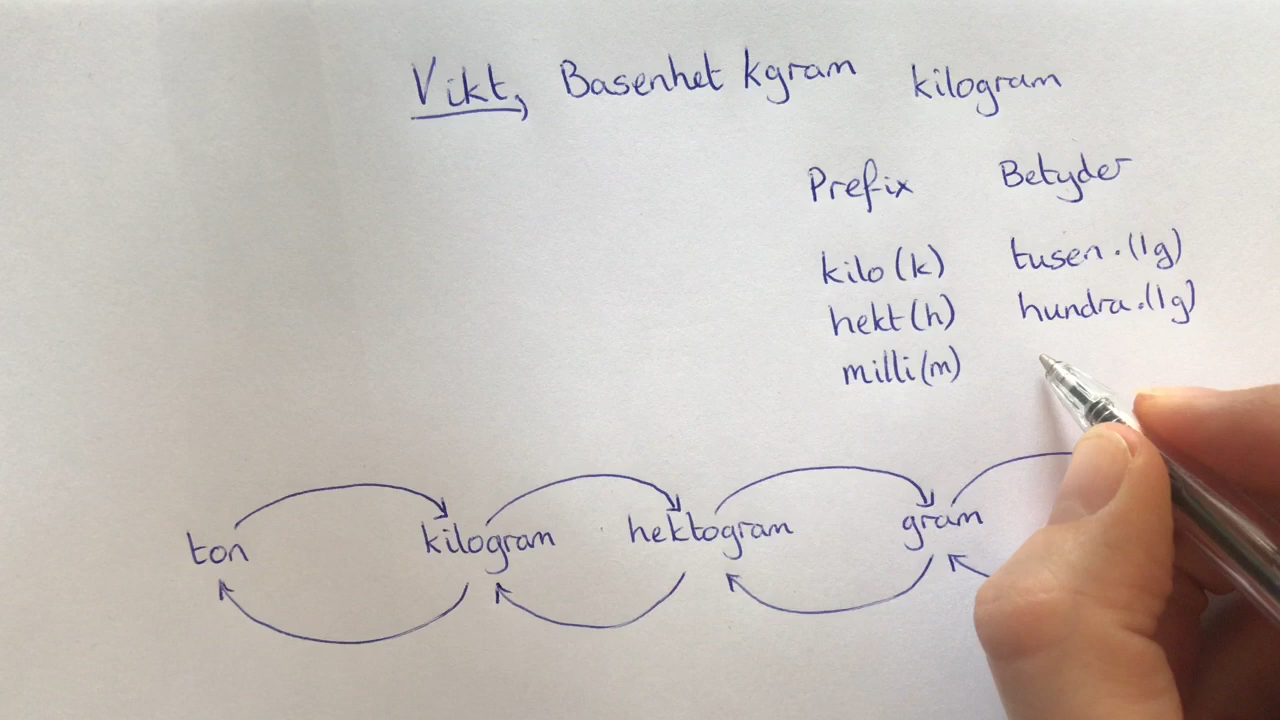 Vikt, Basenhet kgram kilogram
Prefix Betyder
kilo (k) tusen·(1g)
hekt (h) hundra·(1g)
milli (m)
ton kilogram hektogram gram